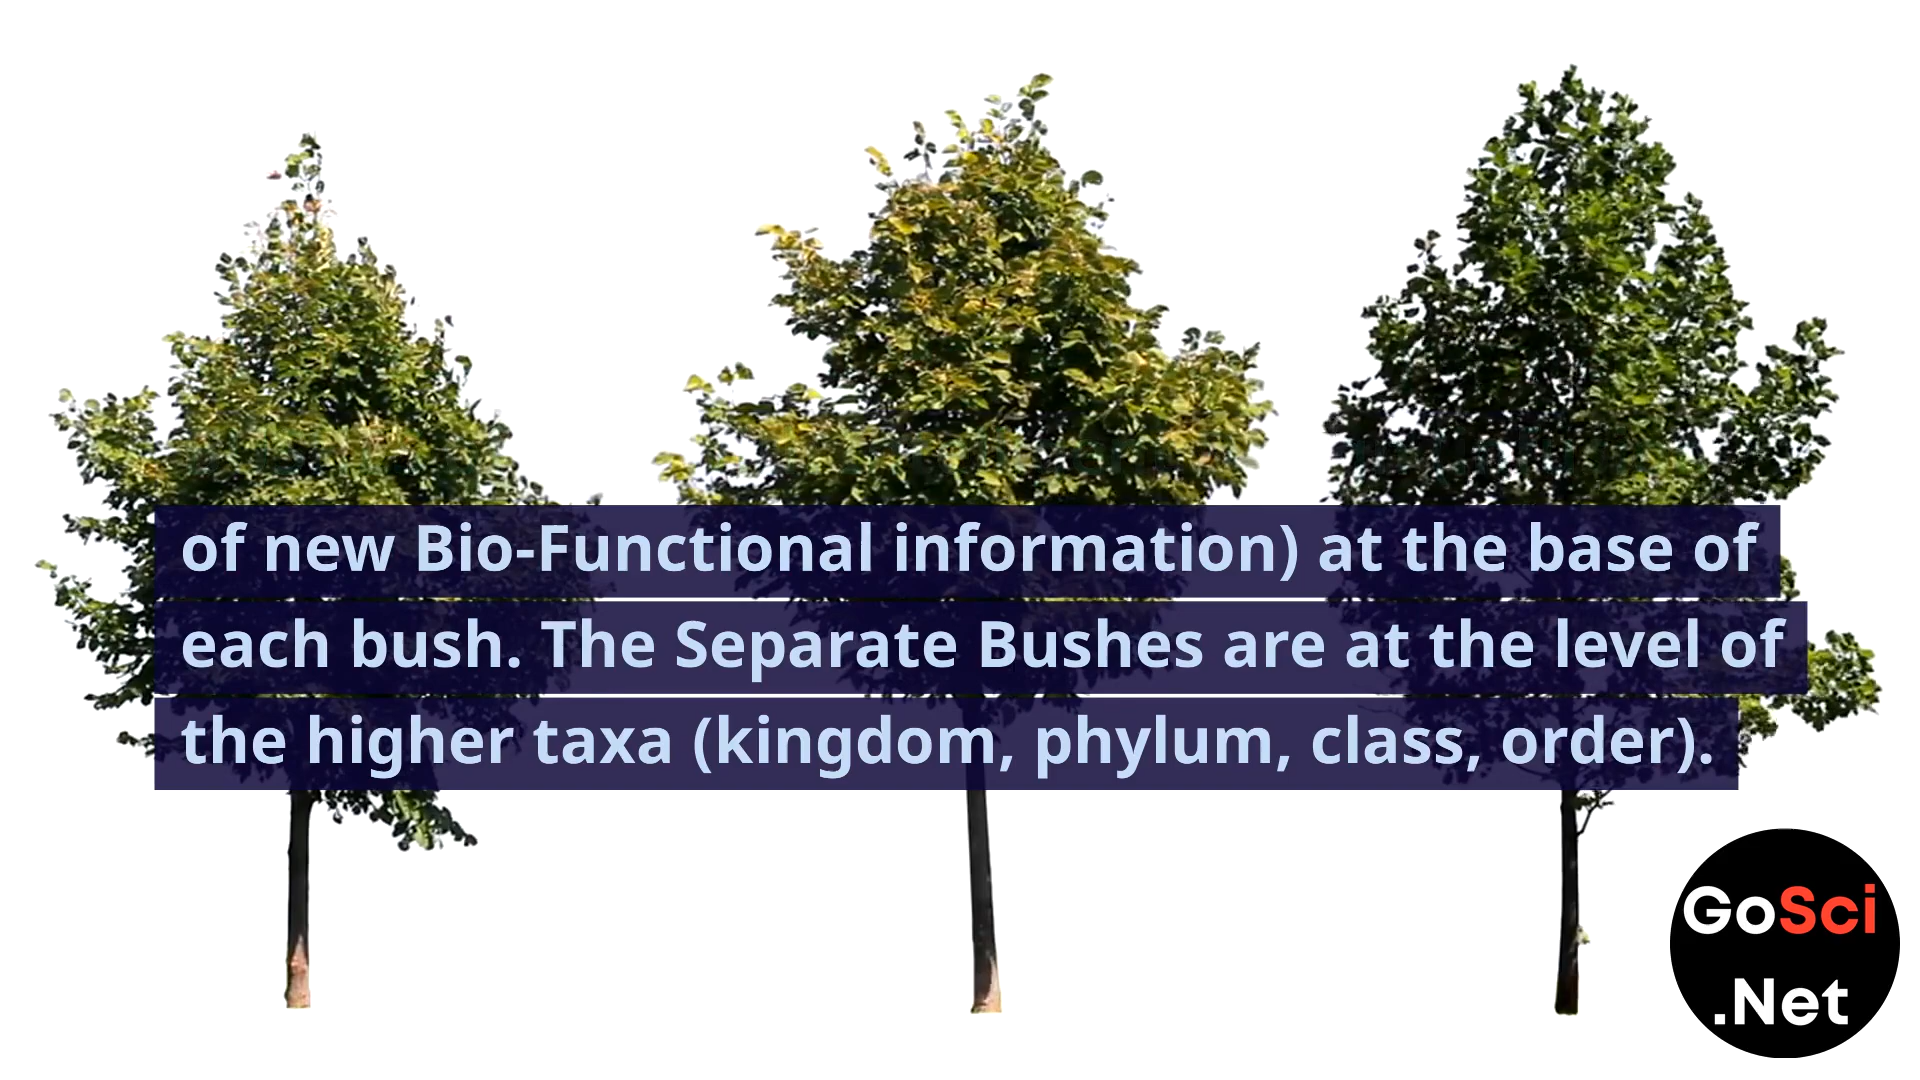 of new Bio-Functional information) at the base of
each bush. The Separate Bushes are at the level of
the higher taxa (kingdom, phylum, class, order).
GoSci
.Net